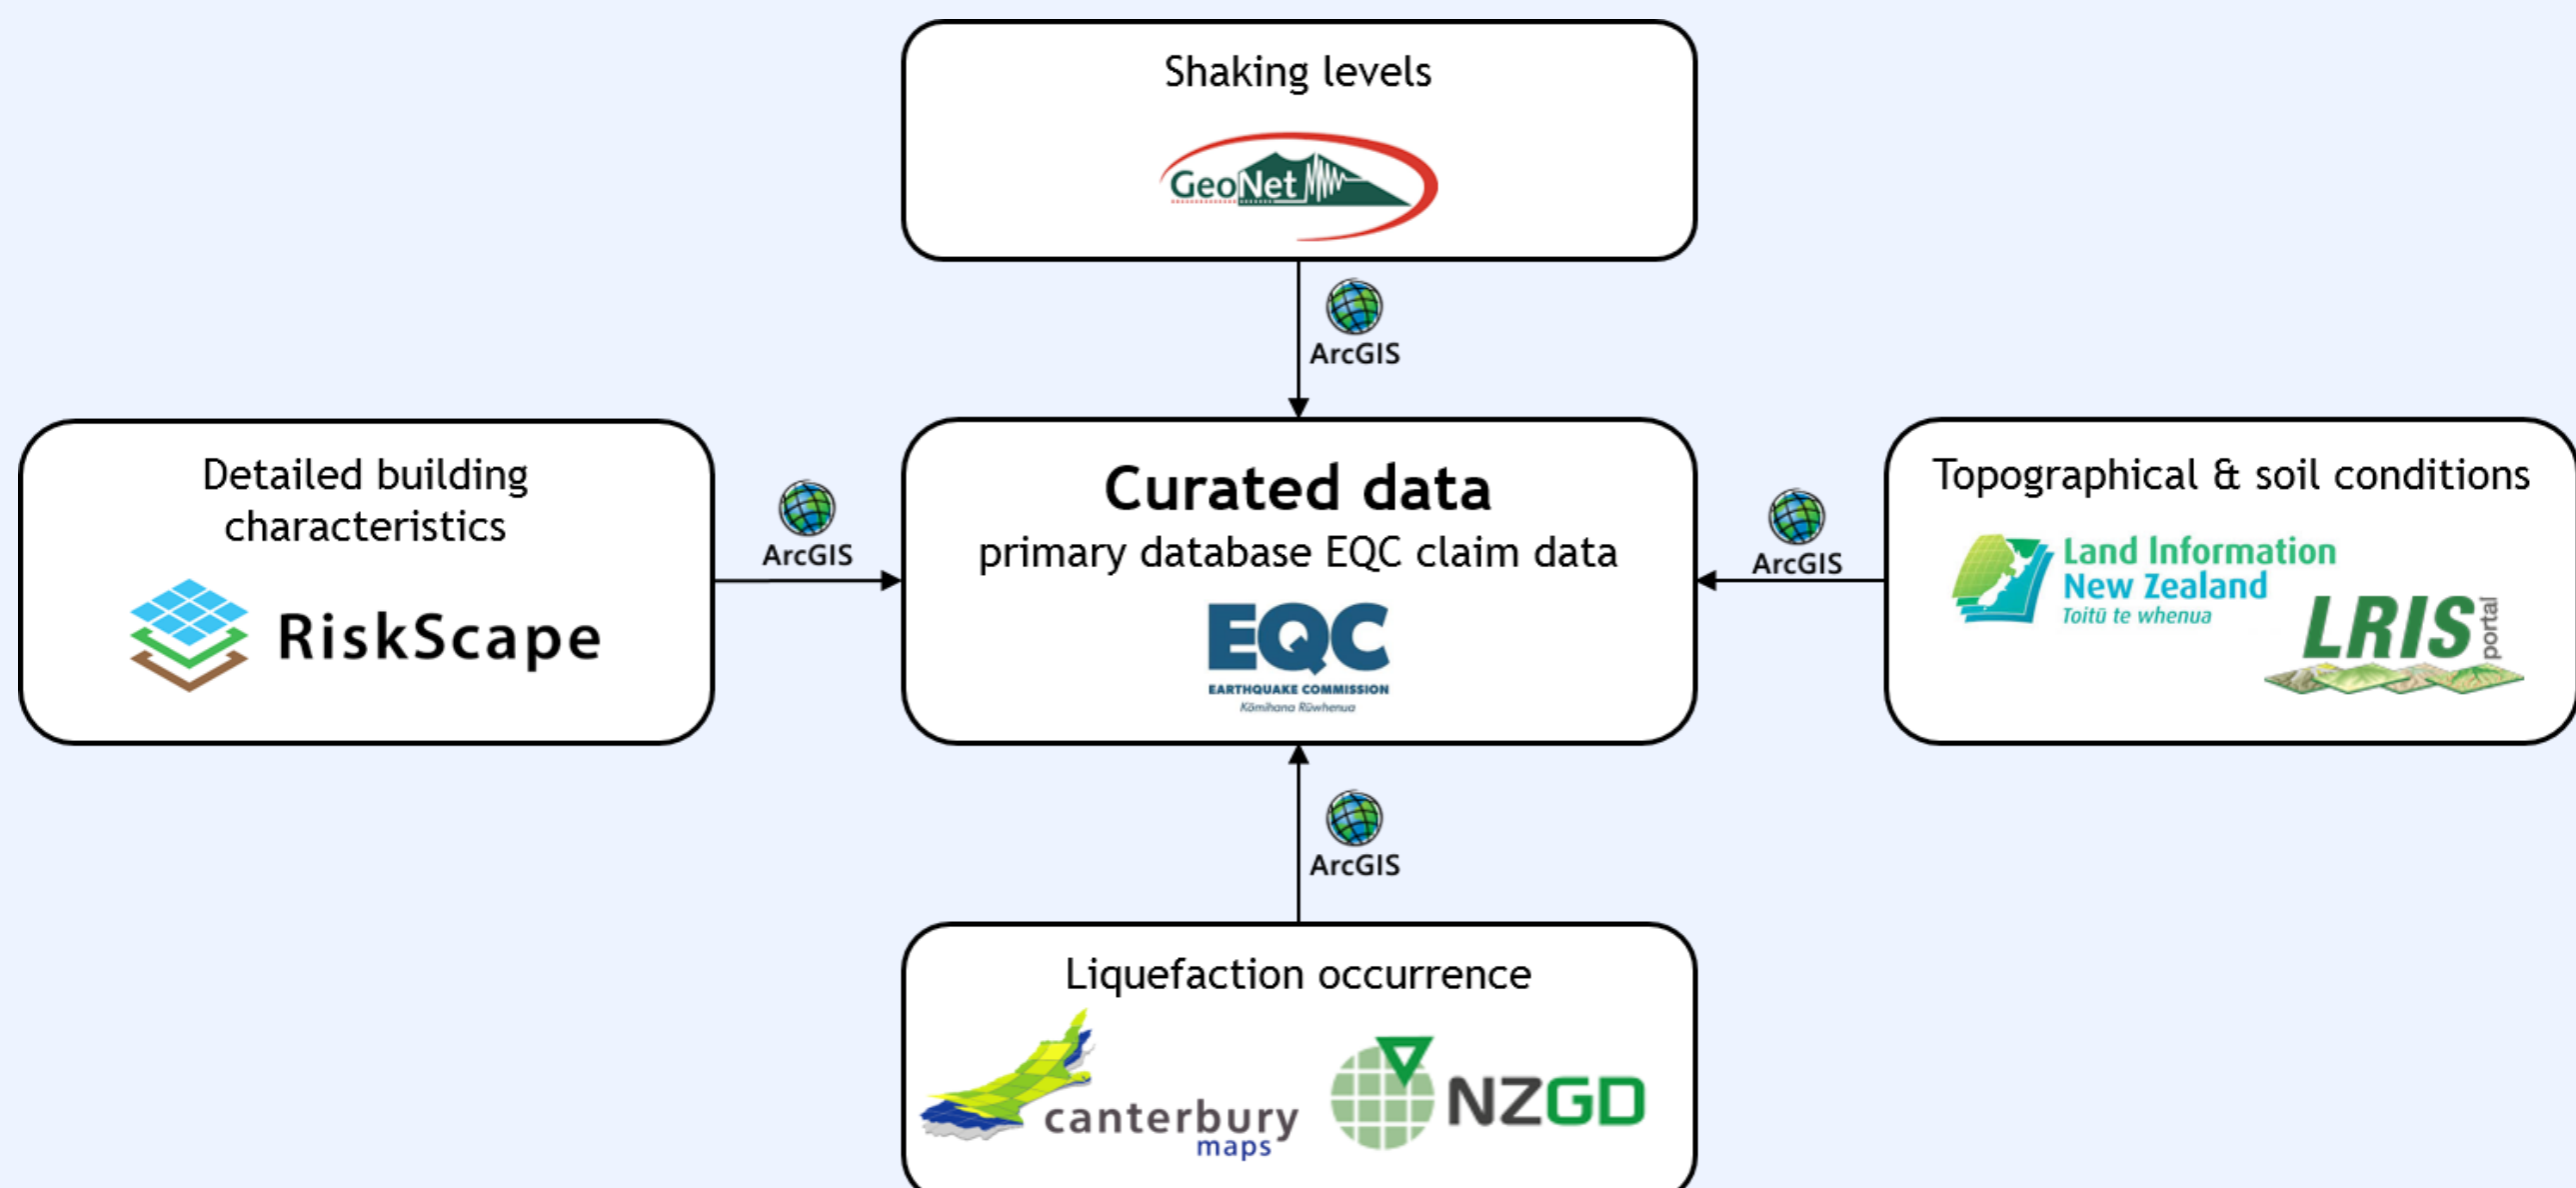 Shaking levels
GeoNet
ArcGIS
Detailed building
characteristics
RiskScape
ArcGIS
Curated data
primary database EQC claim data
EQC
EARTHQUAKE COMMISSION
Kōmihana Rūwhenua
ArcGIS
Topographical & soil conditions
Land Information
New Zealand
Toitū te whenua
LRIS portal
ArcGIS
Liquefaction occurrence
canterbury
maps
NZGD